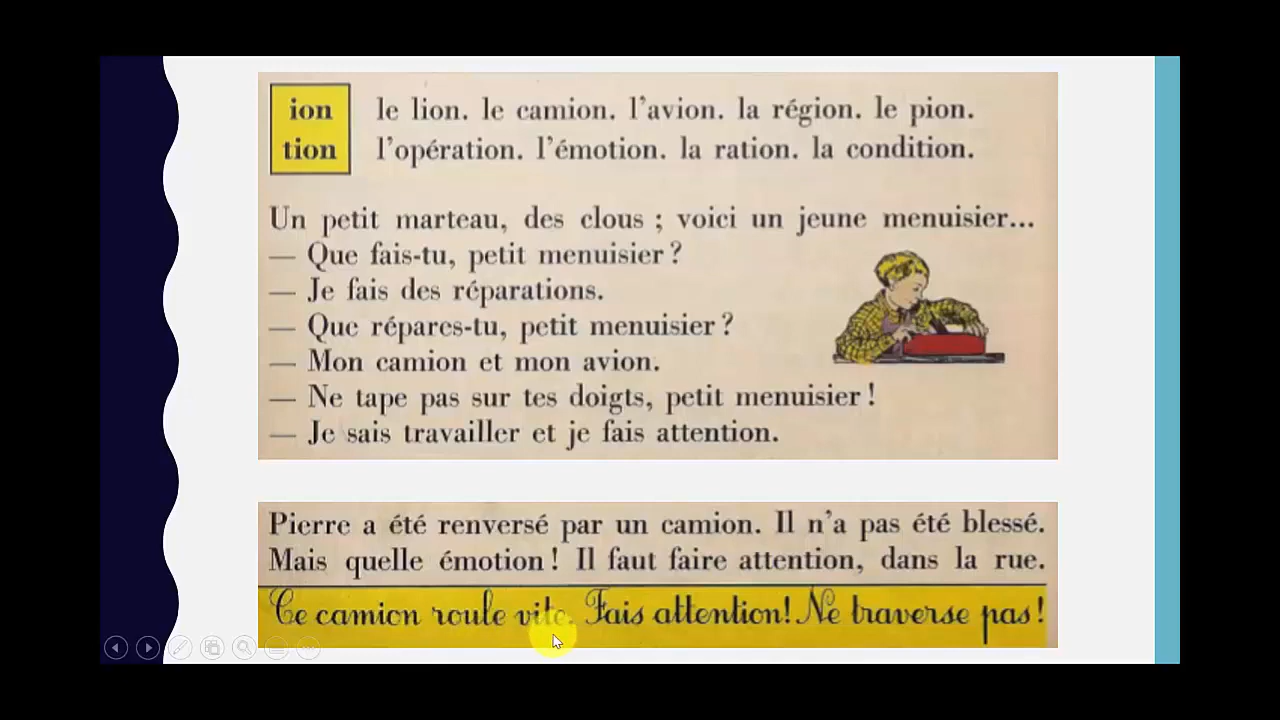 ion
tion
le lion. le camion. l'avion. la région. le pion.
l'opération. l'émotion. la ration. la condition.
Un petit marteau, des clous ; voici un jeune menuisier...
— Que fais-tu, petit menuisier ?
— Je fais des réparations.
— Que répares-tu, petit menuisier ?
— Mon camion et mon avion.
— Ne tape pas sur tes doigts, petit menuisier !
— Je sais travailler et je fais attention.
Pierre a été renversé par un camion. Il n'a pas été blessé.
Mais quelle émotion ! Il faut faire attention, dans la rue.
Ce camion roule vite. Fais attention! Ne traverse pas !